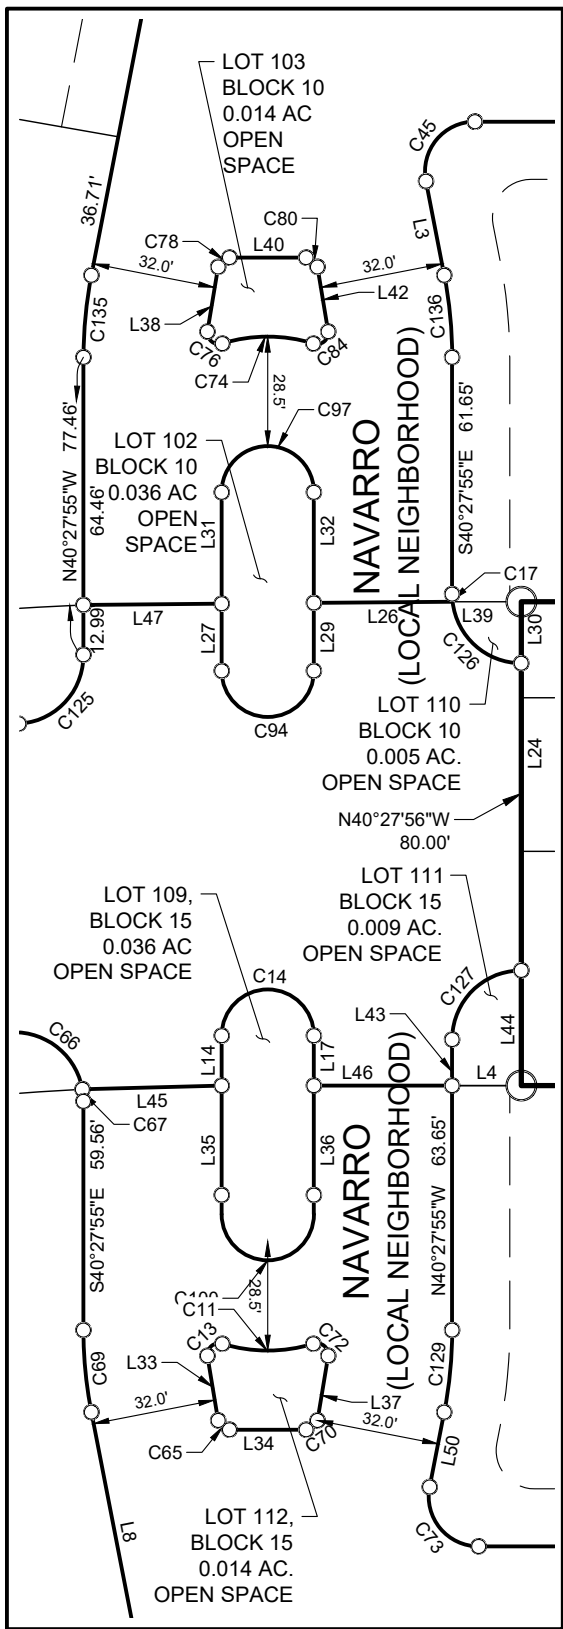 LOT 103
BLOCK 10
0.014 AC
OPEN
SPACE
C45
36.71'
C80
C78
L40
L3
32.0'
32.0'
L42
C135
L38
C136
C76
C84
C74
28.5'
C97
N40°27'55"W 77.46'
64.46'
LOT 102
BLOCK 10
0.036 AC
OPEN
SPACE
L31
L32
NAVARRO
(LOCAL NEIGHBORHOOD)
S40°27'55"E 61.65'
C17
L47
L26
L39
L30
12.99'
L27
L29
C126
C125
C94
LOT 110
BLOCK 10
0.005 AC.
OPEN SPACE
L24
N40°27'56"W
80.00'
LOT 111
BLOCK 15
0.009 AC.
OPEN SPACE
LOT 109,
BLOCK 15
0.036 AC
OPEN SPACE
C14
C127
L43
L44
C66
L14
L17
L45
L46
L4
C67
S40°27'55"E 59.56'
L35
L36
NAVARRO
(LOCAL NEIGHBORHOOD)
N40°27'55"W 63.65'
28.5'
C11
C13
C72
C69
L33
L37
C129
32.0'
32.0'
C65
L34
C70
L50
L8
C73
LOT 112,
BLOCK 15
0.014 AC.
OPEN SPACE